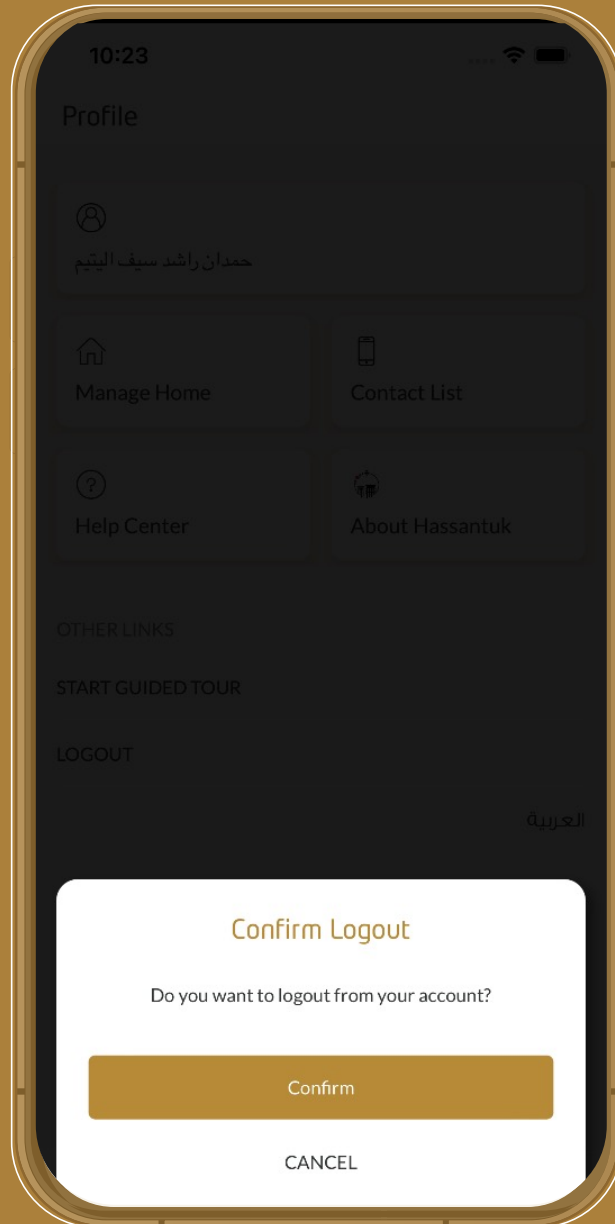 10:23
Profile
حمدان راشد سيف اليتيم
Manage Home
Contact List
Help Center
About Hassantuk
OTHER LINKS
START GUIDED TOUR
LOGOUT
العربية
Confirm Logout
Do you want to logout from your account?
Confirm
CANCEL